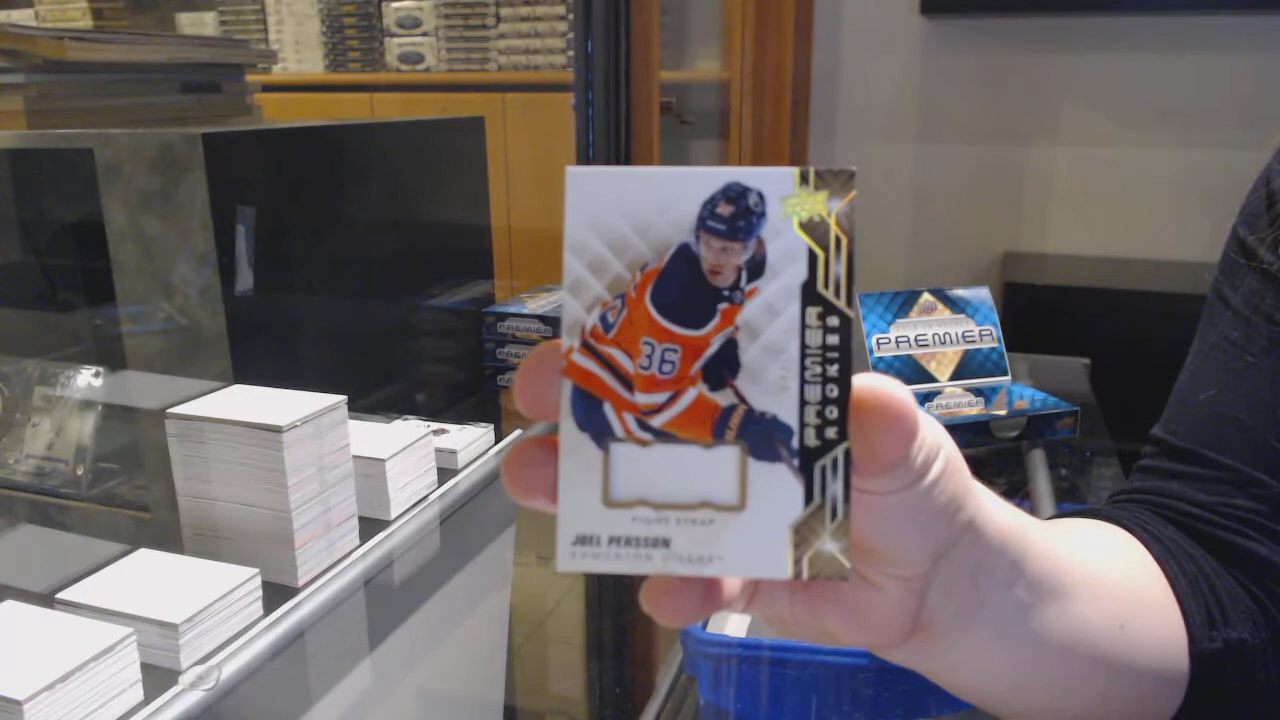 36
PREMIER
ROOKIES
FIGHT STRAP
JOEL PERSSON
EDMONTON OILERS
PREMIER
PREMIER
PREMIER
PREMIER